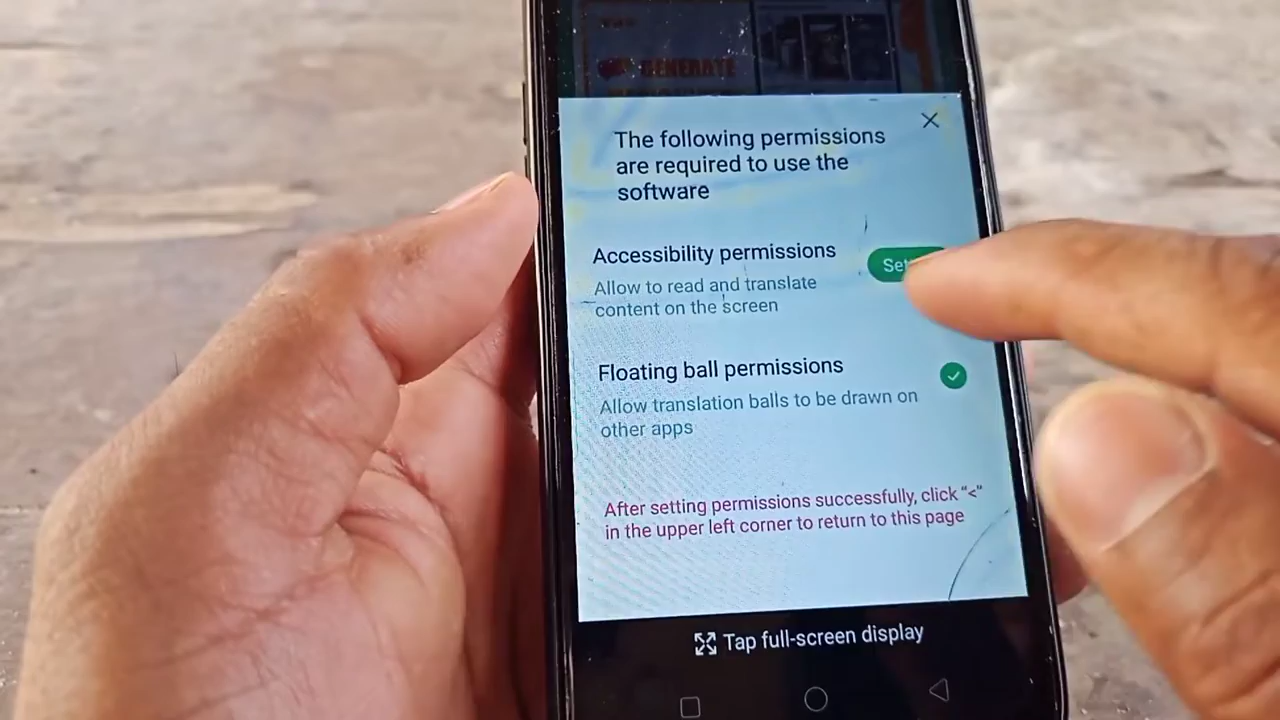 GENERATE
The following permissions
are required to use the
software
Accessibility permissions
Allow to read and translate
content on the screen
Floating ball permissions
Allow translation balls to be drawn on
other apps
After setting permissions successfully, click “<”
in the upper left corner to return to this page
Tap full-screen display